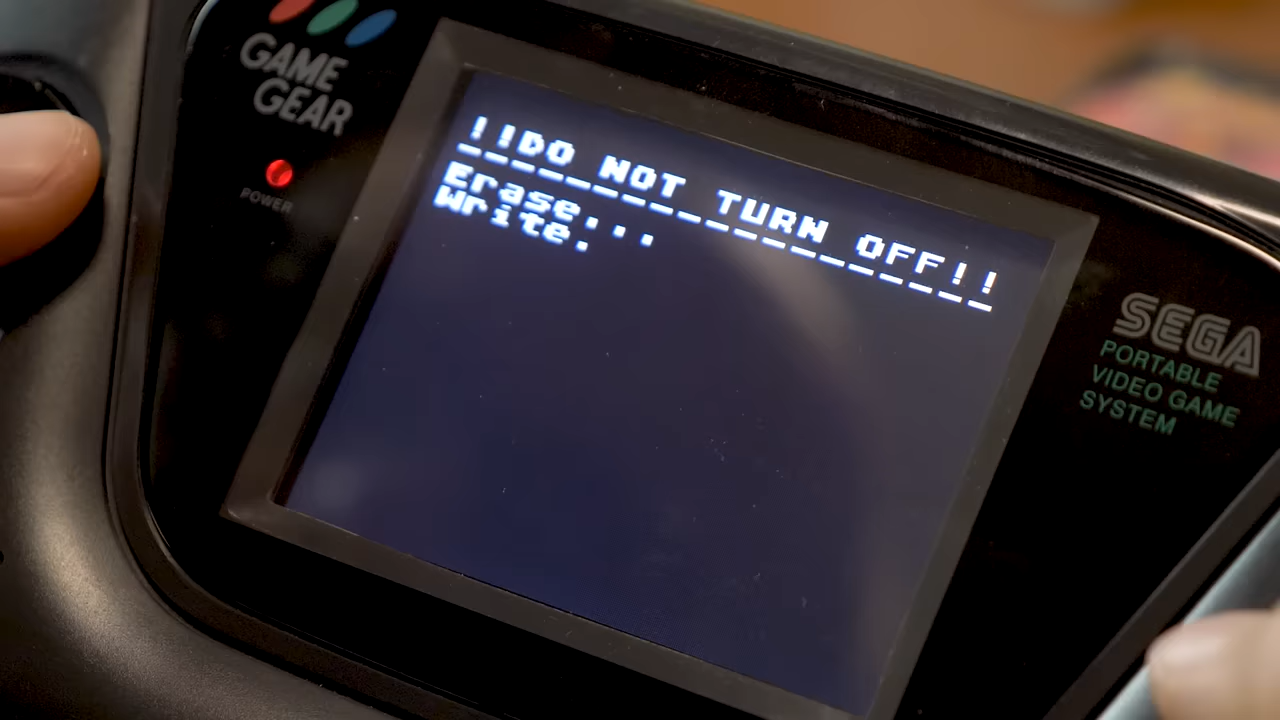 GAME
GEAR
POWER
!!DO NOT TURN OFF!!
Erase...
Write.
SEGA
PORTABLE
VIDEO GAME
SYSTEM